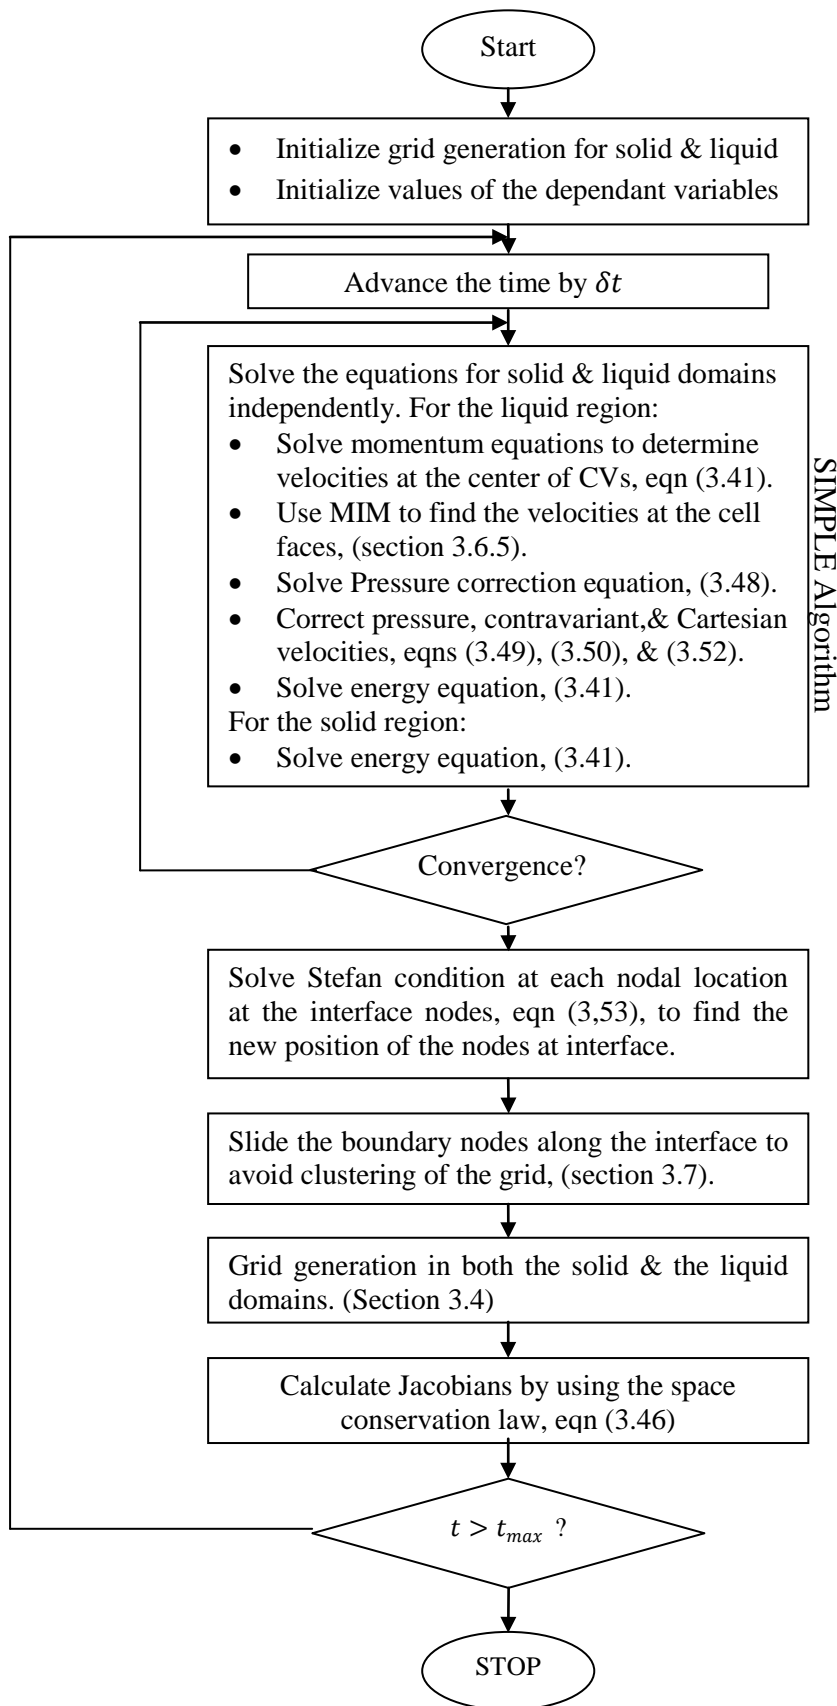 Start
• Initialize grid generation for solid & liquid
• Initialize values of the dependant variables
Advance the time by δt
Solve the equations for solid & liquid domains
independently. For the liquid region:
• Solve momentum equations to determine
velocities at the center of CVs, eqn (3.41).
• Use MIM to find the velocities at the cell
faces, (section 3.6.5).
• Solve Pressure correction equation, (3.48).
• Correct pressure, contravariant,& Cartesian
velocities, eqns (3.49), (3.50), & (3.52).
• Solve energy equation, (3.41).
For the solid region:
• Solve energy equation, (3.41).
SIMPLE Algorithm
Convergence?
Solve Stefan condition at each nodal location
at the interface nodes, eqn (3,53), to find the
new position of the nodes at interface.
Slide the boundary nodes along the interface to
avoid clustering of the grid, (section 3.7).
Grid generation in both the solid & the liquid
domains. (Section 3.4)
Calculate Jacobians by using the space
conservation law, eqn (3.46)
t > t_max ?
STOP